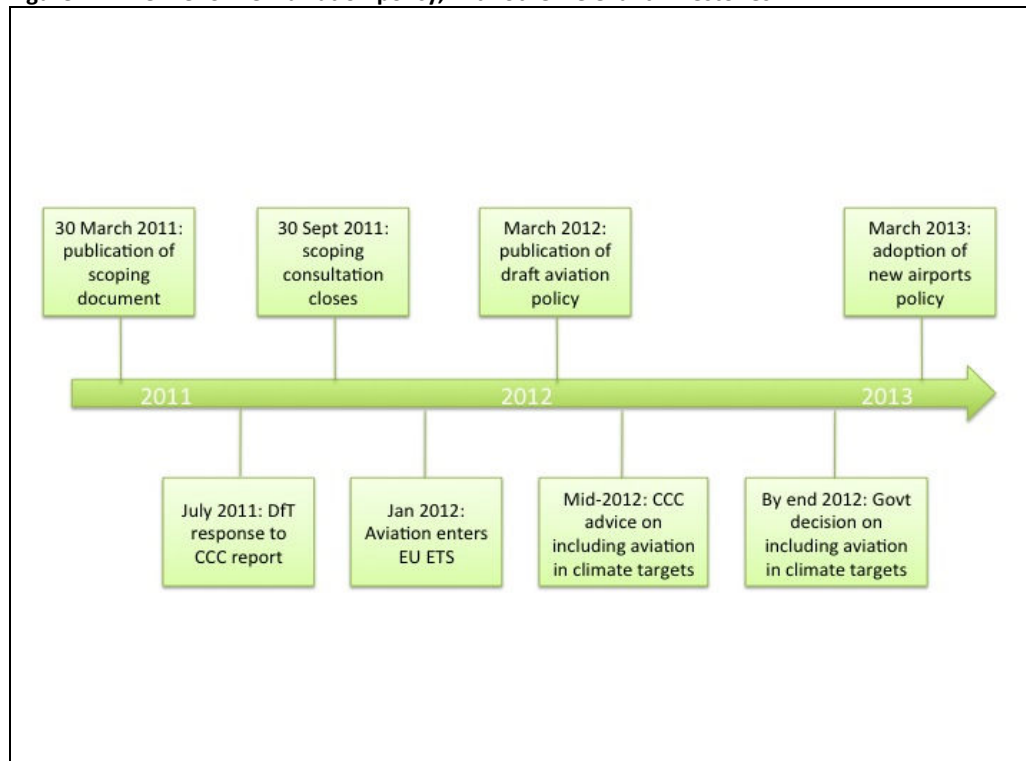 30 March 2011:
publication of
scoping
document
30 Sept 2011:
scoping
consultation
closes
March 2012:
publication of
draft aviation
policy
March 2013:
adoption of
new airports
policy
2011
2012
2013
July 2011: DfT
response to
CCC report
Jan 2012:
Aviation enters
EU ETS
Mid-2012: CCC
advice on
including aviation
in climate targets
By end 2012: Govt
decision on
including aviation
in climate targets